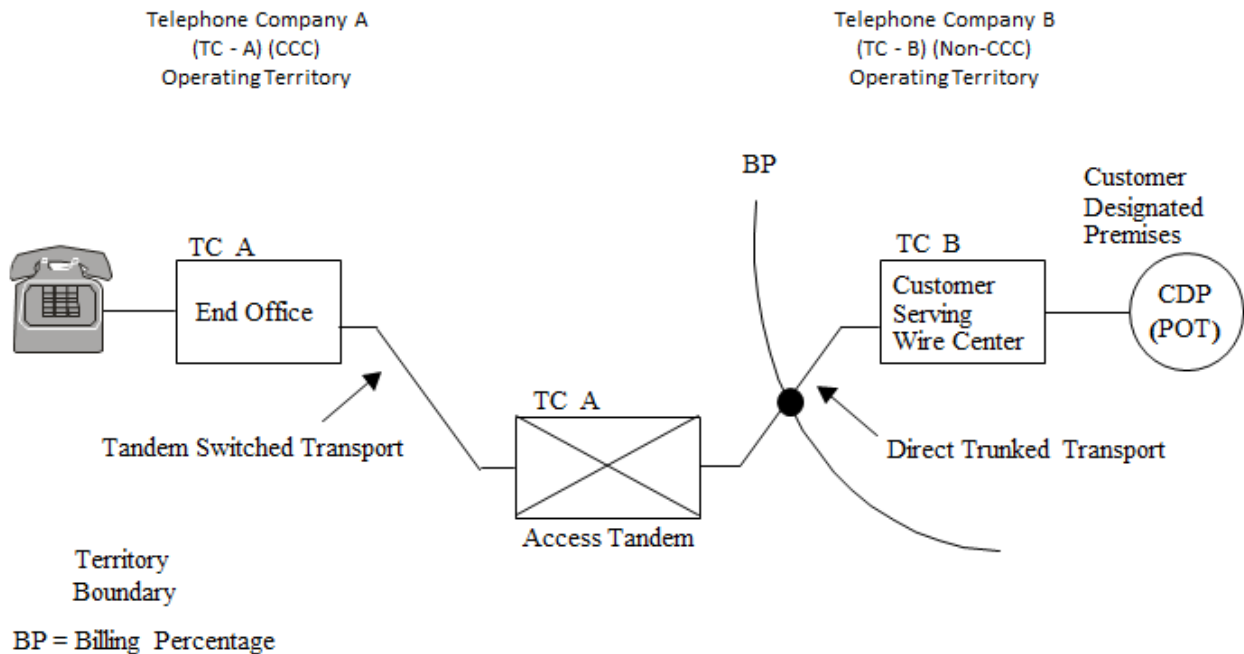 Telephone Company A
(TC - A) (CCC)
Operating Territory
Telephone Company B
(TC - B) (Non-CCC)
Operating Territory
BP
Customer
Designated
Premises
TC A
End Office
TC B
Customer
Serving
Wire Center
CDP
(POT)
TC A
Tandem Switched Transport
Direct Trunked Transport
Access Tandem
Territory
Boundary
BP = Billing Percentage